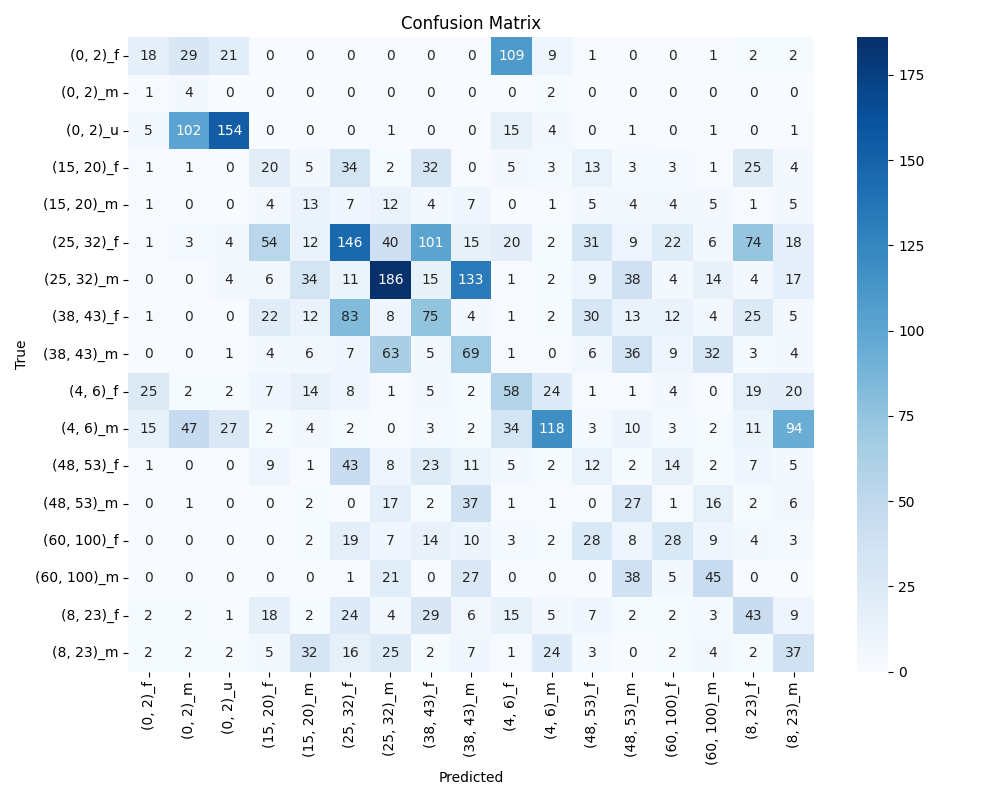 Confusion Matrix
(0, 2)_f 18 29 21 0 0 0 0 0 0 109 9 1 0 0 1 2 2
(0, 2)_m 1 4 0 0 0 0 0 0 0 0 2 0 0 0 0 0 0
(0, 2)_u 5 102 154 0 0 0 1 0 0 15 4 0 1 0 1 0 1
(15, 20)_f 1 1 0 20 5 34 2 32 0 5 3 13 3 3 1 25 4
(15, 20)_m 1 0 0 4 13 7 12 4 7 0 1 5 4 4 5 1 5
(25, 32)_f 1 3 4 54 12 146 40 101 15 20 2 31 9 22 6 74 18
(25, 32)_m 0 0 4 6 34 11 186 15 133 1 2 9 38 4 14 4 17
(38, 43)_f 1 0 0 22 12 83 8 75 4 1 2 30 13 12 4 25 5
(38, 43)_m 0 0 1 4 6 7 63 5 69 1 0 6 36 9 32 3 4
(4, 6)_f 25 2 2 7 14 8 1 5 2 58 24 1 1 4 0 19 20
(4, 6)_m 15 47 27 2 4 2 0 3 2 34 118 3 10 3 2 11 94
(48, 53)_f 1 0 0 9 1 43 8 23 11 5 2 12 2 14 2 7 5
(48, 53)_m 0 1 0 0 2 0 17 2 37 1 1 0 27 1 16 2 6
(60, 100)_f 0 0 0 0 2 19 7 14 10 3 2 28 8 28 9 4 3
(60, 100)_m 0 0 0 0 0 1 21 0 27 0 0 0 38 5 45 0 0
(8, 23)_f 2 2 1 18 2 24 4 29 6 15 5 7 2 2 3 43 9
(8, 23)_m 2 2 2 5 32 16 25 2 7 1 24 3 0 2 4 2 37
(0, 2)_f (0, 2)_m (0, 2)_u (15, 20)_f (15, 20)_m (25, 32)_f (25, 32)_m (38, 43)_f (38, 43)_m (4, 6)_f (4, 6)_m (48, 53)_f (48, 53)_m (60, 100)_f (60, 100)_m (8, 23)_f (8, 23)_m
Predicted
True
175
150
125
100
75
50
25
0